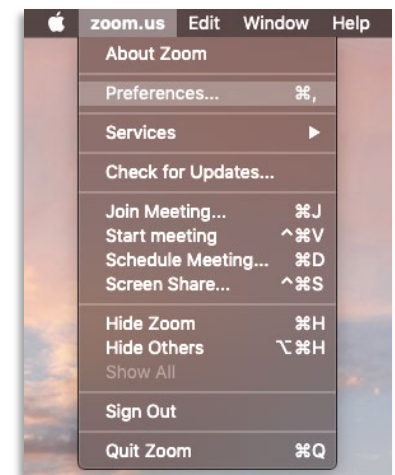 zoom.us Edit Window Help
About Zoom
Preferences... ⌘,
Services ▶
Check for Updates...
Join Meeting... ⌘J
Start meeting ^⌘V
Schedule Meeting... ⌘D
Screen Share... ^⌘S
Hide Zoom ⌘H
Hide Others ⌥⌘H
Show All
Sign Out
Quit Zoom ⌘Q